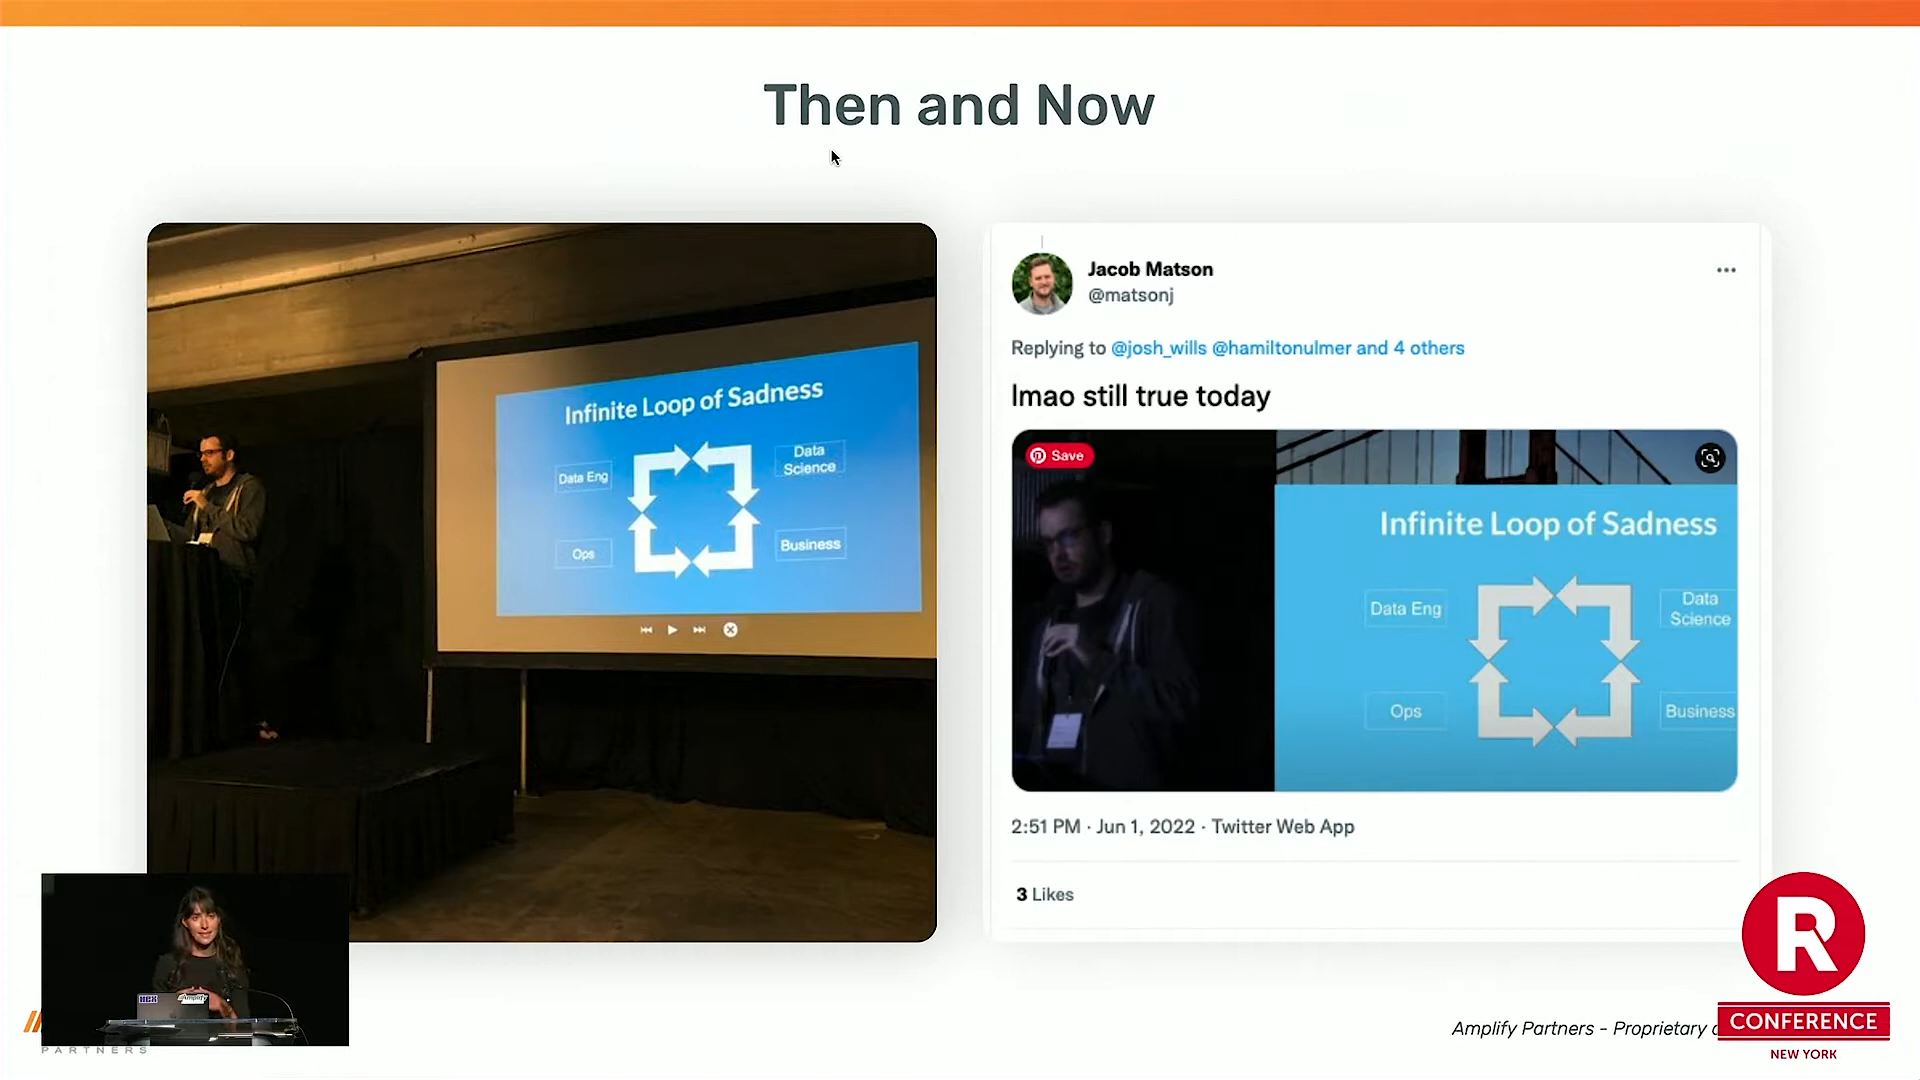 Then and Now
Infinite Loop of Sadness
Data Eng
Data
Science
Ops
Business
Jacob Matson
@matsonj
Replying to @josh_wills @hamiltonulmer and 4 others
lmao still true today
Save
Infinite Loop of Sadness
Data Eng
Data
Science
Ops
Business
2:51 PM · Jun 1, 2022 · Twitter Web App
3 Likes
HEX
Amplify
PARTNERS
Amplify Partners - Proprietary
R
CONFERENCE
NEW YORK